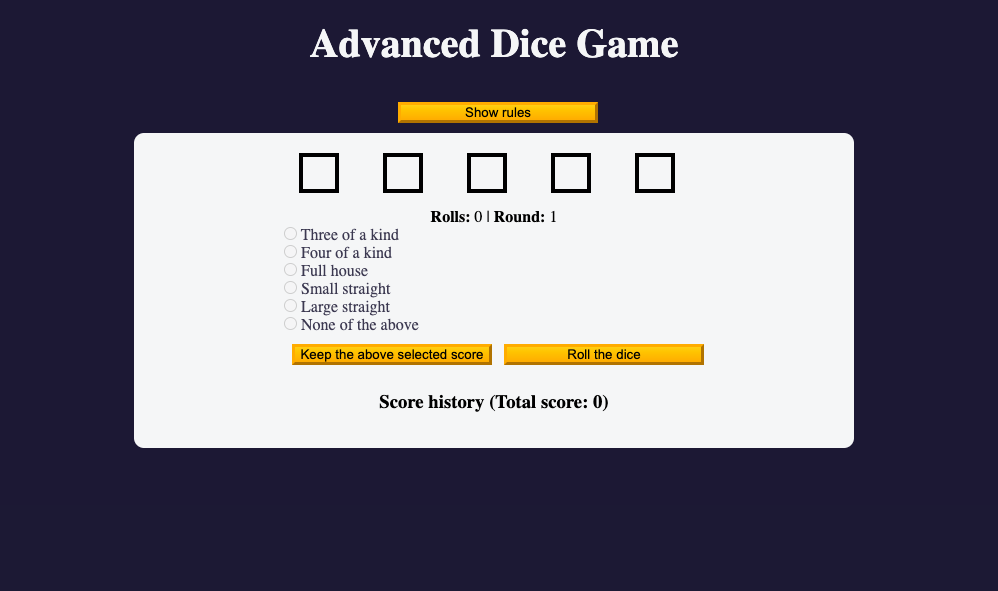 Advanced Dice Game
Show rules
Rolls: 0 | Round: 1
Three of a kind
Four of a kind
Full house
Small straight
Large straight
None of the above
Keep the above selected score
Roll the dice
Score history (Total score: 0)